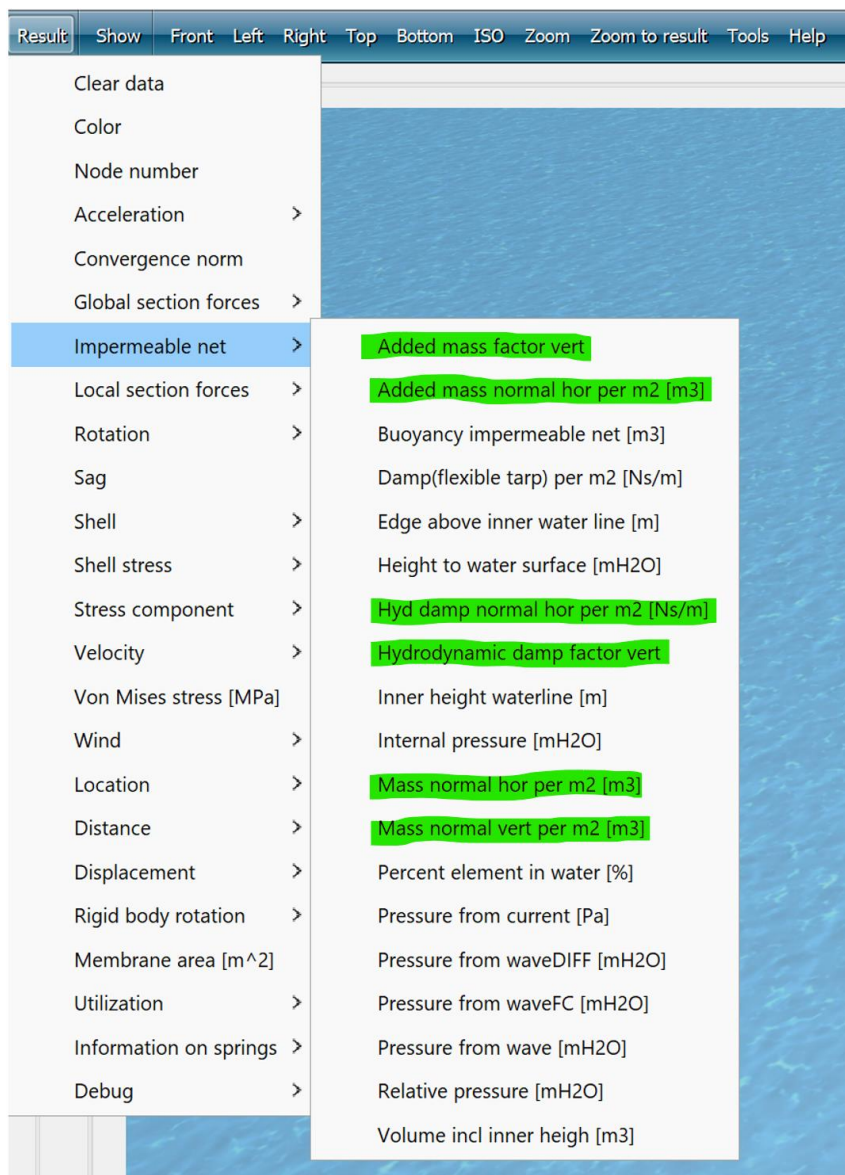 Result Show Front Left Right Top Bottom ISO Zoom Zoom to result Tools Help
Clear data
Color
Node number
Acceleration
Convergence norm
Global section forces
Impermeable net
Local section forces
Rotation
Sag
Shell
Shell stress
Stress component
Velocity
Von Mises stress [MPa]
Wind
Location
Distance
Displacement
Rigid body rotation
Membrane area [m^2]
Utilization
Information on springs
Debug
Added mass factor vert
Added mass normal hor per m2 [m3]
Buoyancy impermeable net [m3]
Damp(flexible tarp) per m2 [Ns/m]
Edge above inner water line [m]
Height to water surface [mH2O]
Hyd damp normal hor per m2 [Ns/m]
Hydrodynamic damp factor vert
Inner height waterline [m]
Internal pressure [mH2O]
Mass normal hor per m2 [m3]
Mass normal vert per m2 [m3]
Percent element in water [%]
Pressure from current [Pa]
Pressure from waveDIFF [mH2O]
Pressure from waveFC [mH2O]
Pressure from wave [mH2O]
Relative pressure [mH2O]
Volume incl inner heigh [m3]